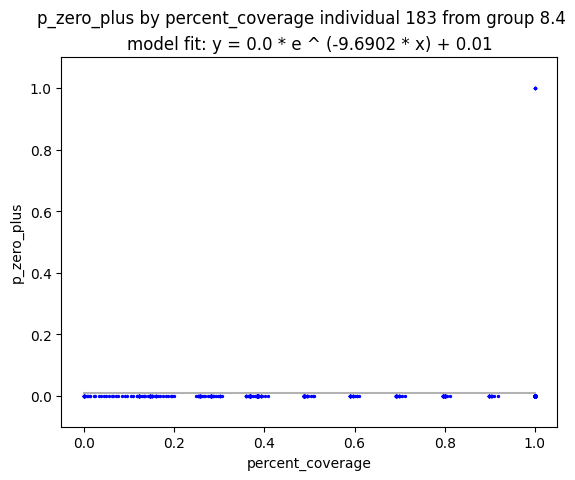 p_zero_plus by percent_coverage individual 183 from group 8.4
model fit: y = 0.0 * e ^ (-9.6902 * x) + 0.01
1.0
0.8
0.6
0.4
0.2
0.0
p_zero_plus
0.0 0.2 0.4 0.6 0.8 1.0
percent_coverage